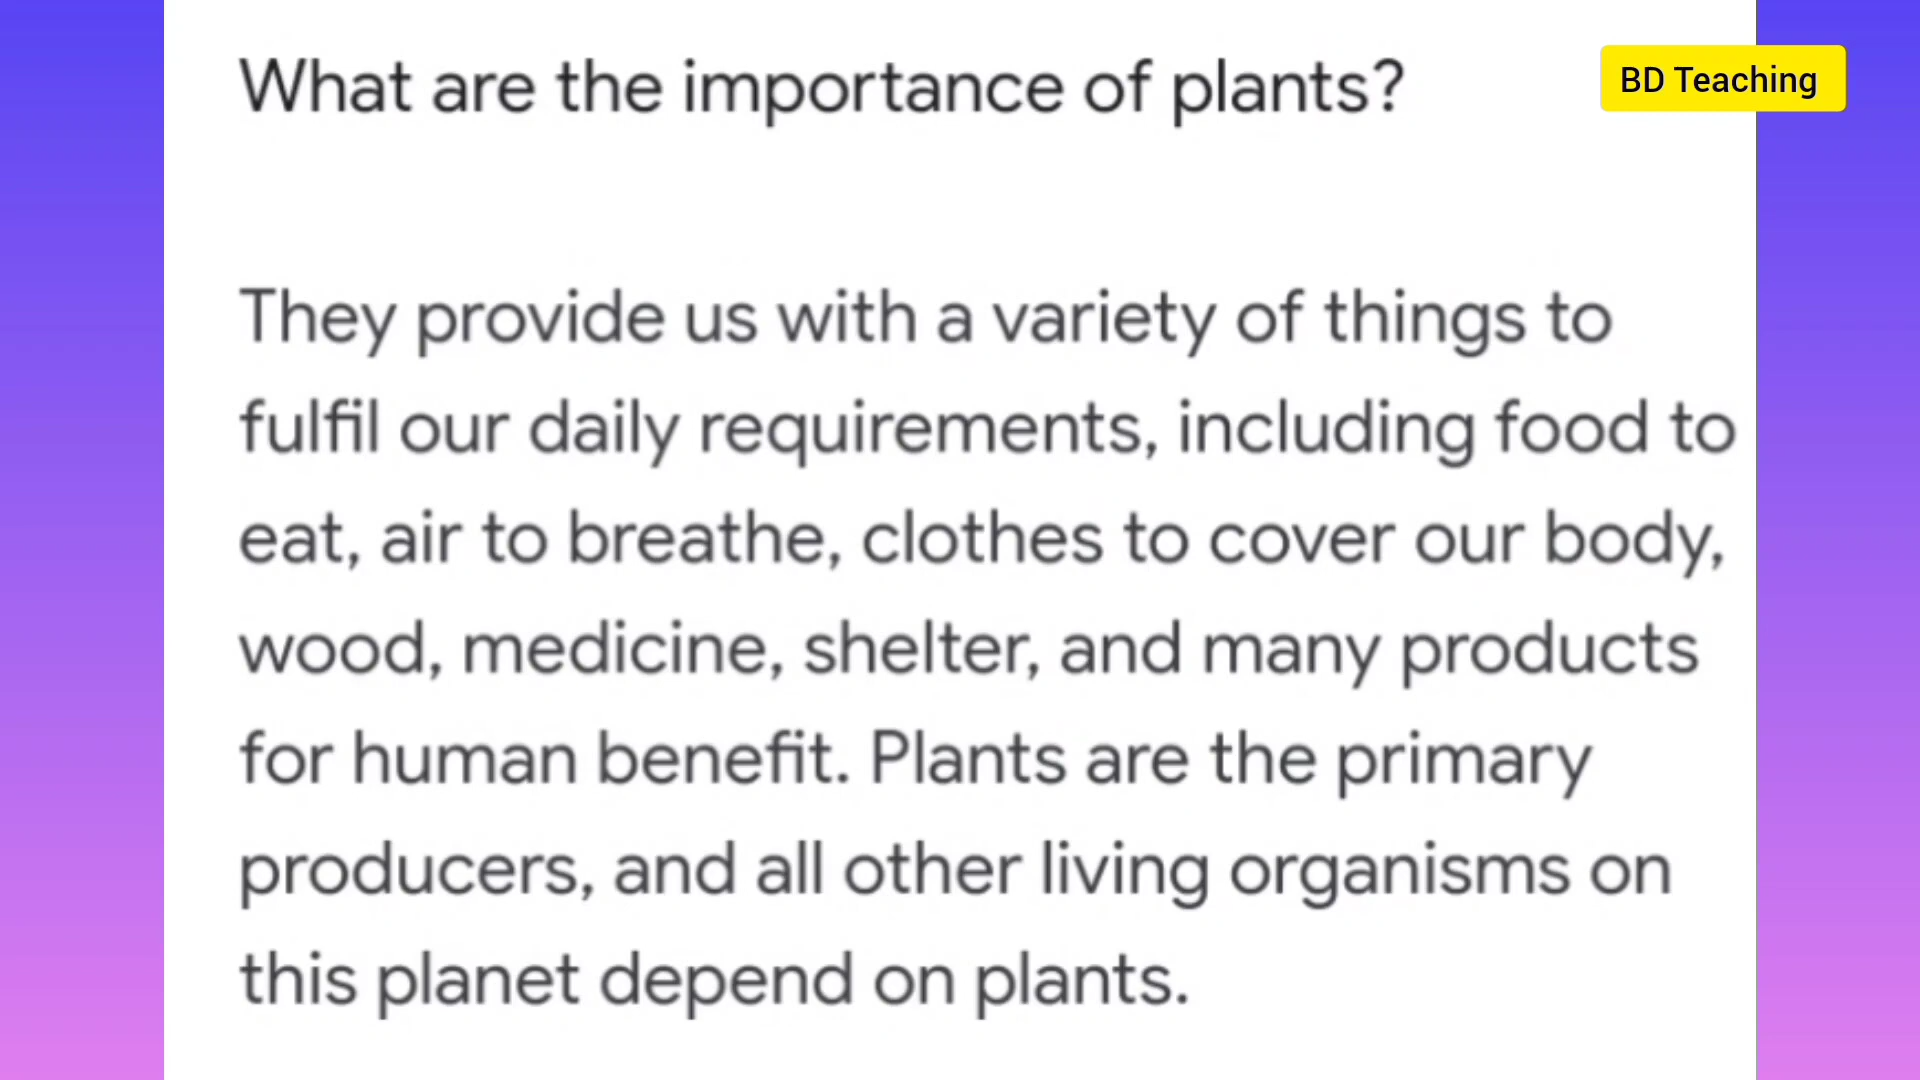 What are the importance of plants?
BD Teaching
They provide us with a variety of things to
fulfil our daily requirements, including food to
eat, air to breathe, clothes to cover our body,
wood, medicine, shelter, and many products
for human benefit. Plants are the primary
producers, and all other living organisms on
this planet depend on plants.